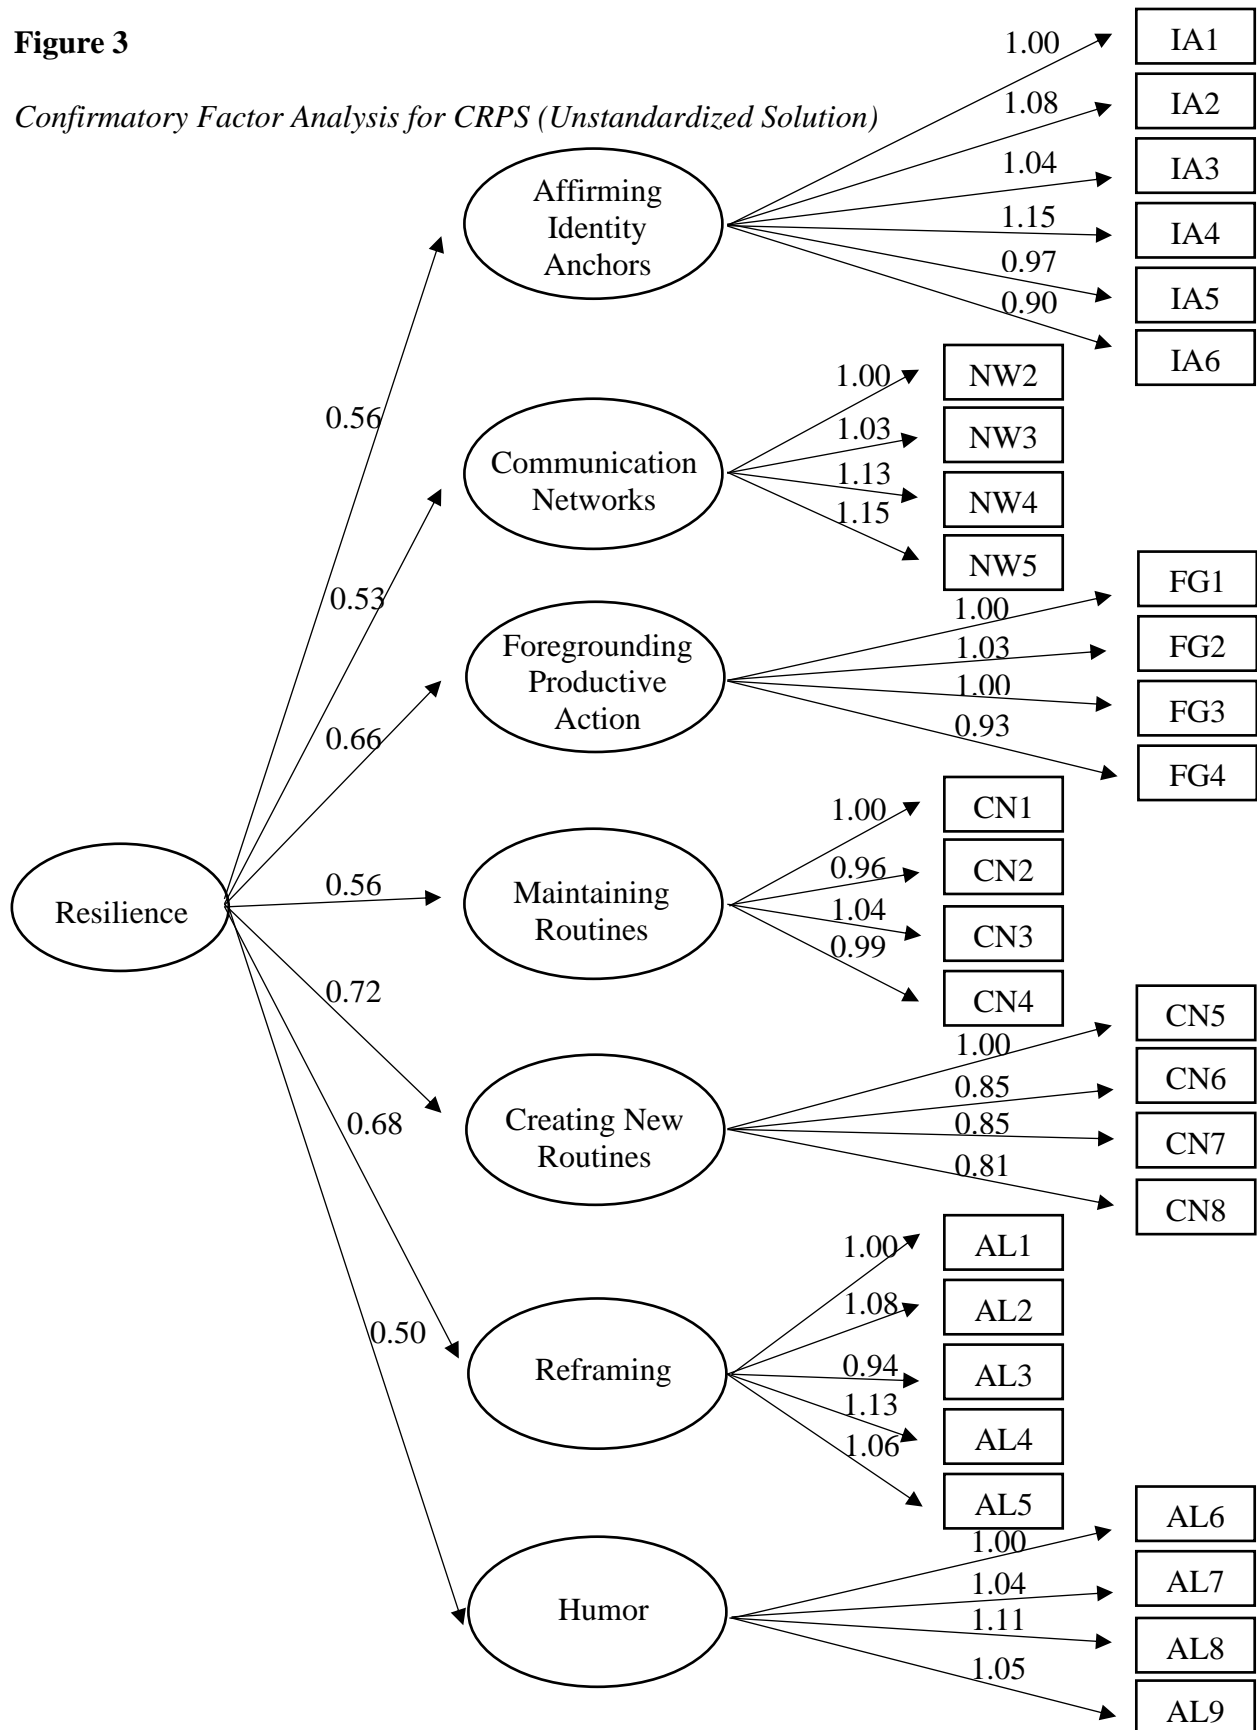 Figure 3
Confirmatory Factor Analysis for CRPS (Unstandardized Solution)
Resilience
0.56
0.53
0.66
0.56
0.72
0.68
0.50
Affirming
Identity
Anchors
1.00
1.08
1.04
1.15
0.97
0.90
IA1
IA2
IA3
IA4
IA5
IA6
Communication
Networks
1.00
1.03
1.13
1.15
NW2
NW3
NW4
NW5
Foregrounding
Productive
Action
1.00
1.03
1.00
0.93
FG1
FG2
FG3
FG4
Maintaining
Routines
1.00
0.96
1.04
0.99
CN1
CN2
CN3
CN4
Creating New
Routines
1.00
0.85
0.85
0.81
CN5
CN6
CN7
CN8
Reframing
1.00
1.08
0.94
1.13
1.06
AL1
AL2
AL3
AL4
AL5
Humor
1.00
1.04
1.11
1.05
AL6
AL7
AL8
AL9